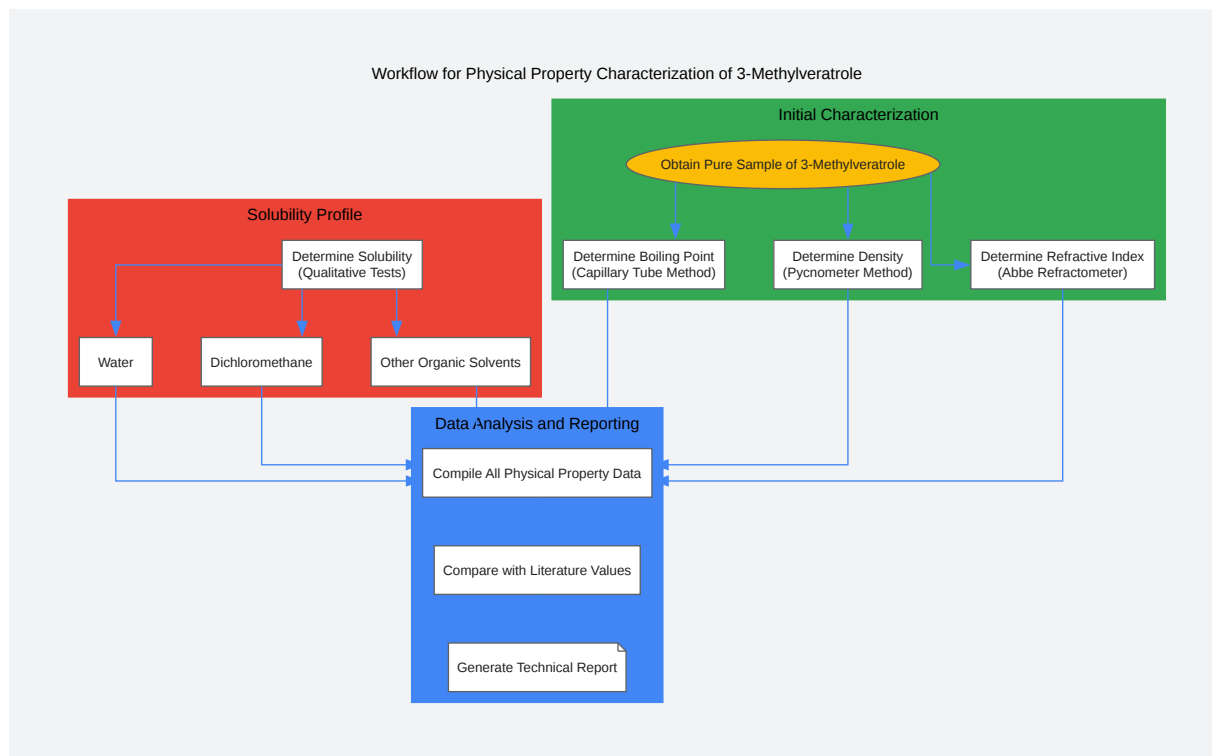 Workflow for Physical Property Characterization of 3-Methylveratrole
Initial Characterization
Obtain Pure Sample of 3-Methylveratrole
Solubility Profile
Determine Solubility
(Qualitative Tests)
Determine Boiling Point
(Capillary Tube Method)
Determine Density
(Pycnometer Method)
Determine Refractive Index
(Abbe Refractometer)
Water
Dichloromethane
Other Organic Solvents
Data Analysis and Reporting
Compile All Physical Property Data
Compare with Literature Values
Generate Technical Report